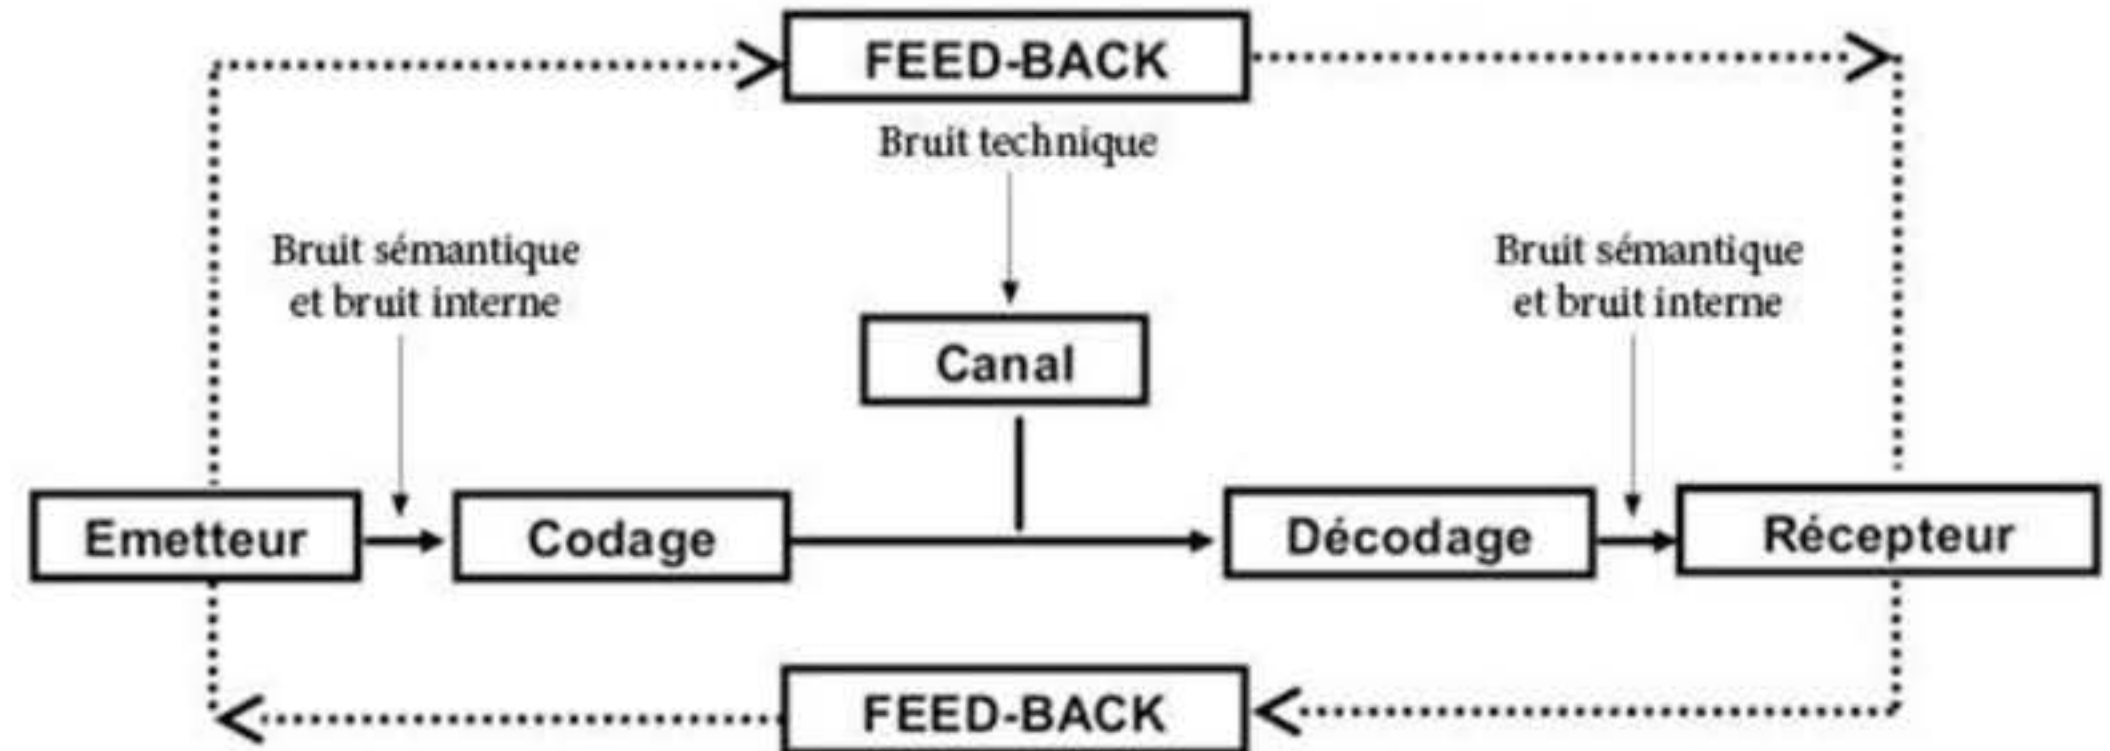 FEED-BACK
Bruit technique
Bruit sémantique
et bruit interne
Bruit sémantique
et bruit interne
Canal
Emetteur
Codage
Décodage
Récepteur
FEED-BACK